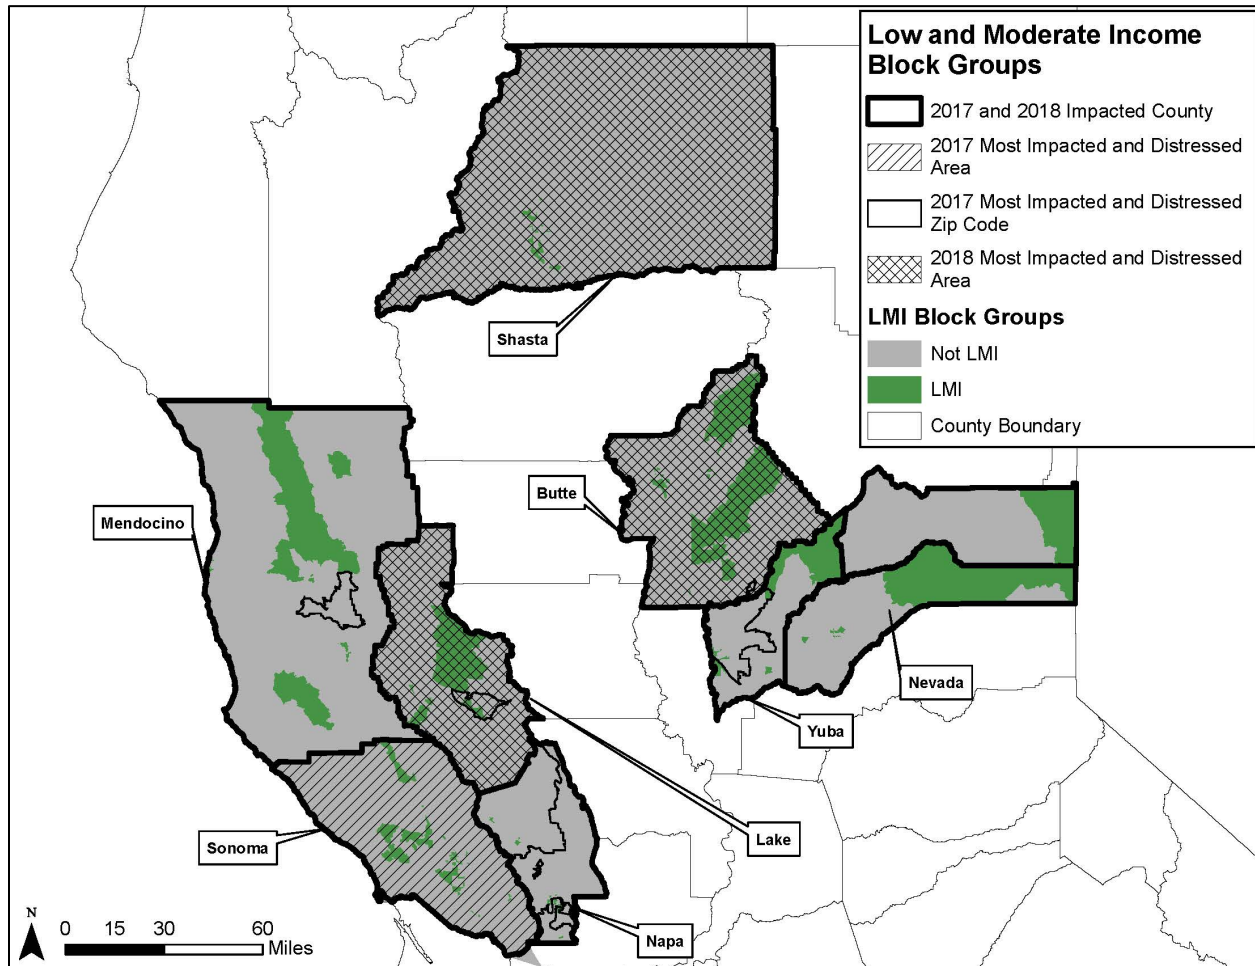 Low and Moderate Income
Block Groups
2017 and 2018 Impacted County
2017 Most Impacted and Distressed
Area
2017 Most Impacted and Distressed
Zip Code
2018 Most Impacted and Distressed
Area
LMI Block Groups
Not LMI
LMI
County Boundary
Shasta
Butte
Mendocino
Nevada
Yuba
Lake
Sonoma
Napa
N
0 15 30 60
Miles